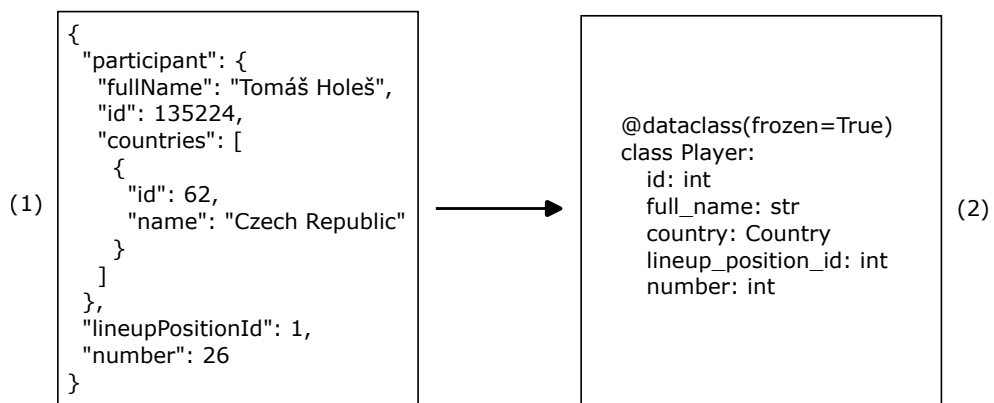 {
"participant": {
"fullName": "Tomáš Holeš",
"id": 135224,
"countries": [
{
"id": 62,
"name": "Czech Republic"
}
]
},
"lineupPositionId": 1,
"number": 26
}
(1)
@dataclass(frozen=True)
class Player:
id: int
full_name: str
country: Country
lineup_position_id: int
number: int
(2)